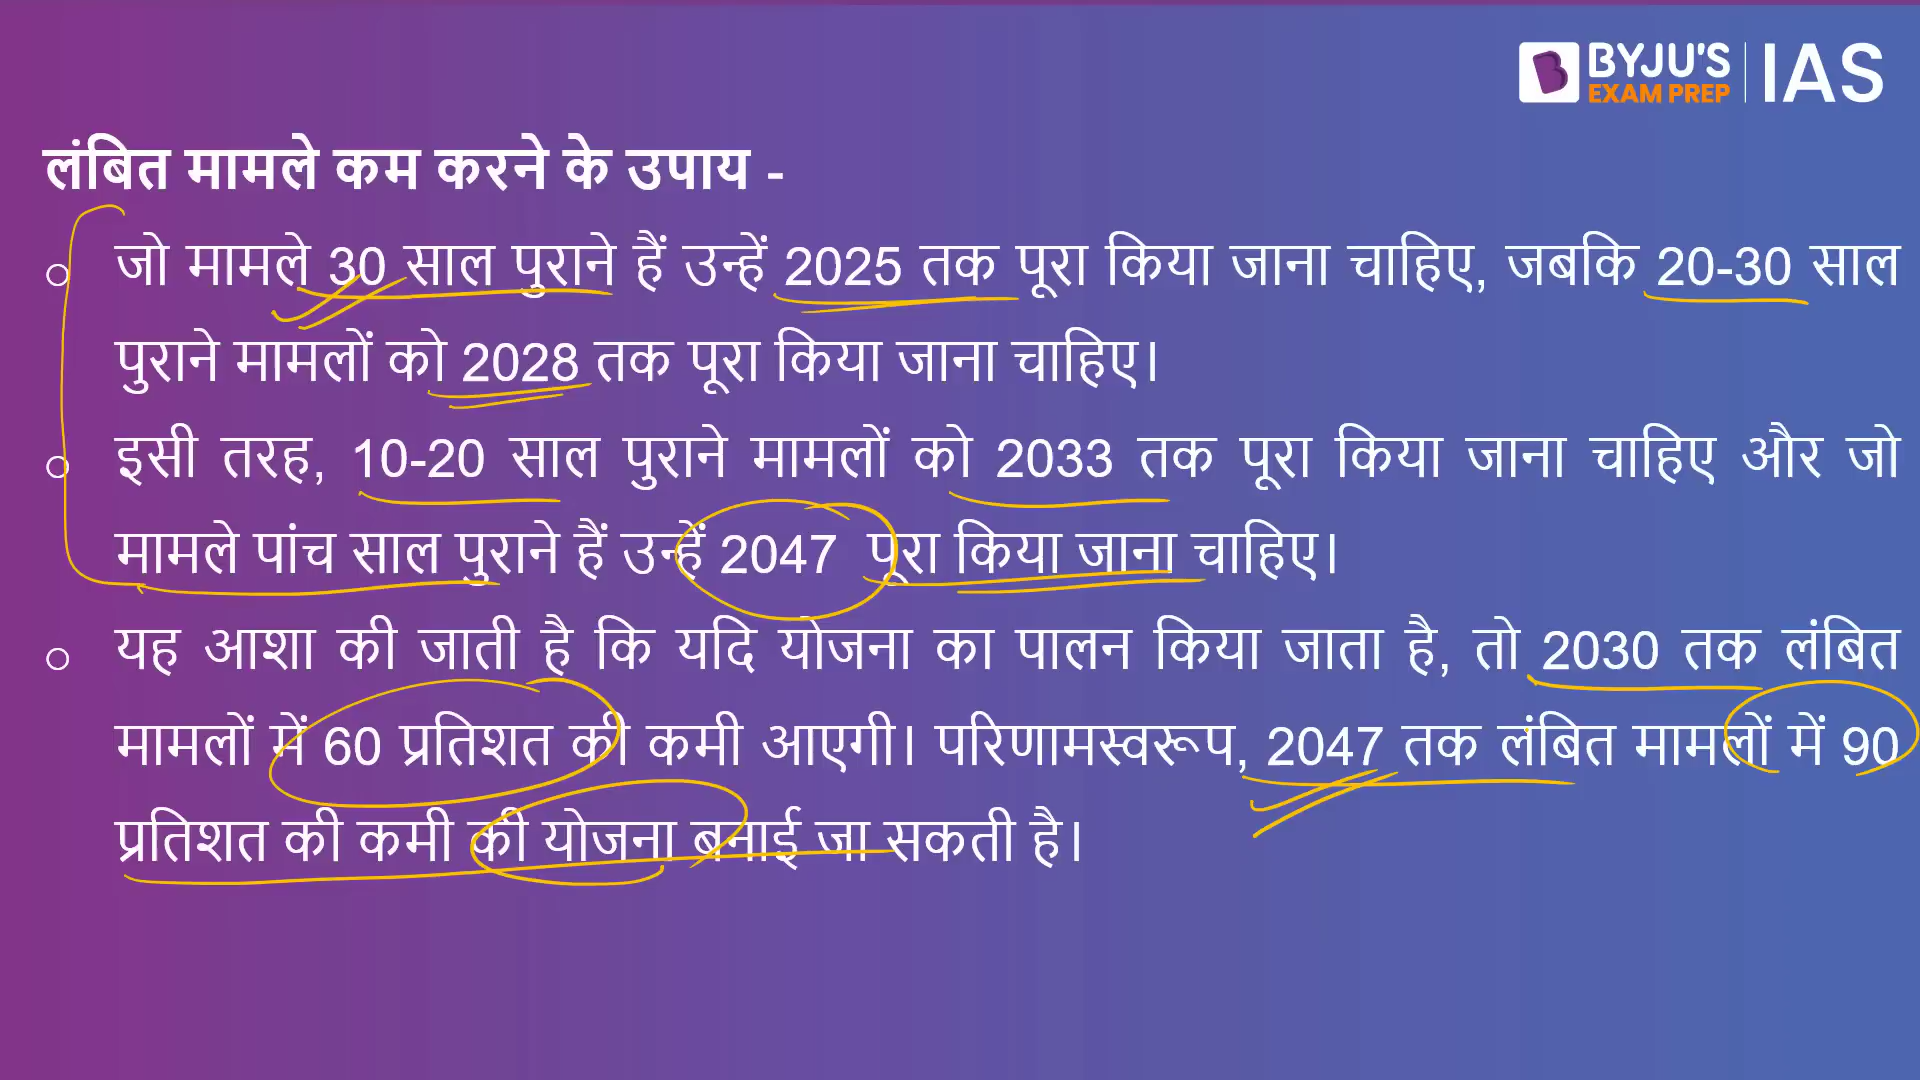 BYJU'S
EXAM PREP
IAS
लंबित मामले कम करने के उपाय -
○ जो मामले 30 साल पुराने हैं उन्हें 2025 तक पूरा किया जाना चाहिए, जबकि 20-30 साल
पुराने मामलों को 2028 तक पूरा किया जाना चाहिए।
○ इसी तरह, 10-20 साल पुराने मामलों को 2033 तक पूरा किया जाना चाहिए और जो
मामले पांच साल पुराने हैं उन्हें 2047 पूरा किया जाना चाहिए।
○ यह आशा की जाती है कि यदि योजना का पालन किया जाता है, तो 2030 तक लंबित
मामलों में 60 प्रतिशत की कमी आएगी। परिणामस्वरूप, 2047 तक लंबित मामलों में 90
प्रतिशत की कमी की योजना बनाई जा सकती है।